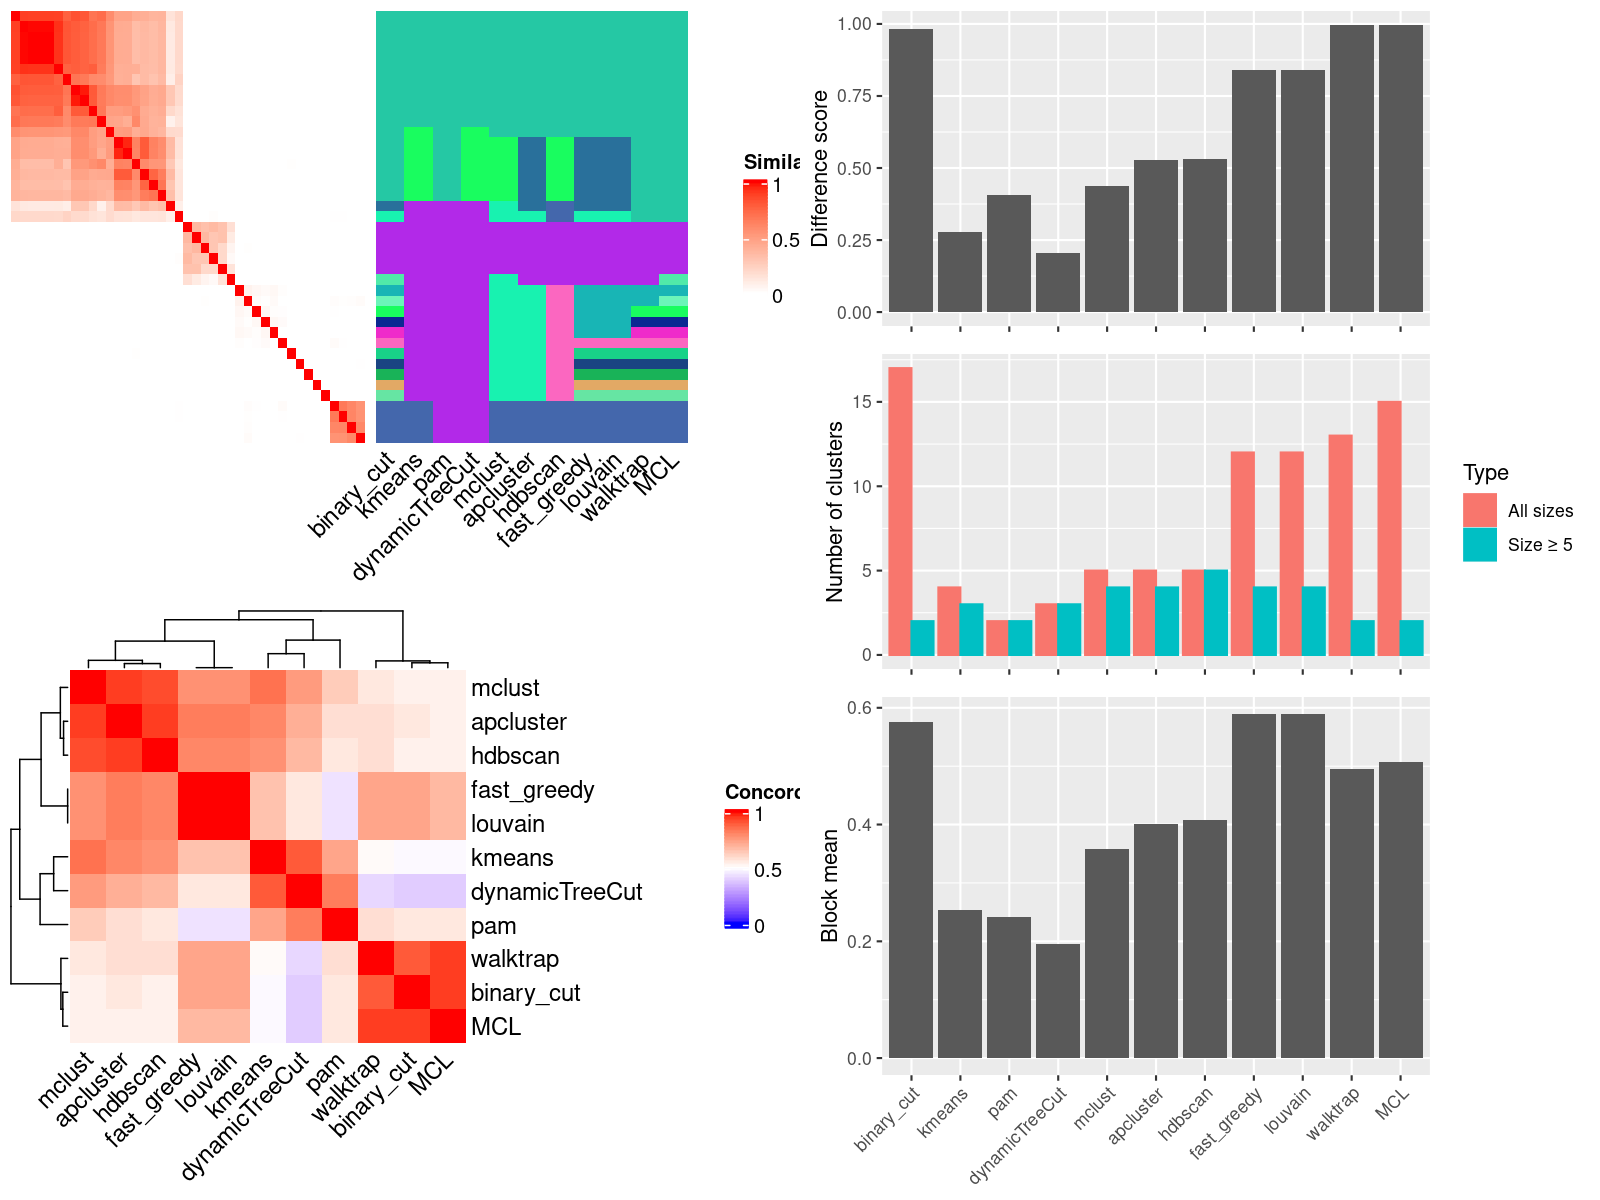 Simila
1
0.5
0
binary_cut
kmeans
pam
dynamicTreeCut
mclust
apcluster
hdbscan
fast_greedy
louvain
walktrap
MCL
mclust
apcluster
hdbscan
fast_greedy
louvain
kmeans
dynamicTreeCut
pam
walktrap
binary_cut
MCL
mclust
apcluster
hdbscan
fast_greedy
louvain
kmeans
dynamicTreeCut
pam
walktrap
binary_cut
MCL
Concord
1
0.5
0
Difference score
1.00
0.75
0.50
0.25
0.00
Number of clusters
15
10
5
0
Type
All sizes
Size ≥ 5
Block mean
0.6
0.4
0.2
0.0
binary_cut
kmeans
pam
dynamicTreeCut
mclust
apcluster
hdbscan
fast_greedy
louvain
walktrap
MCL